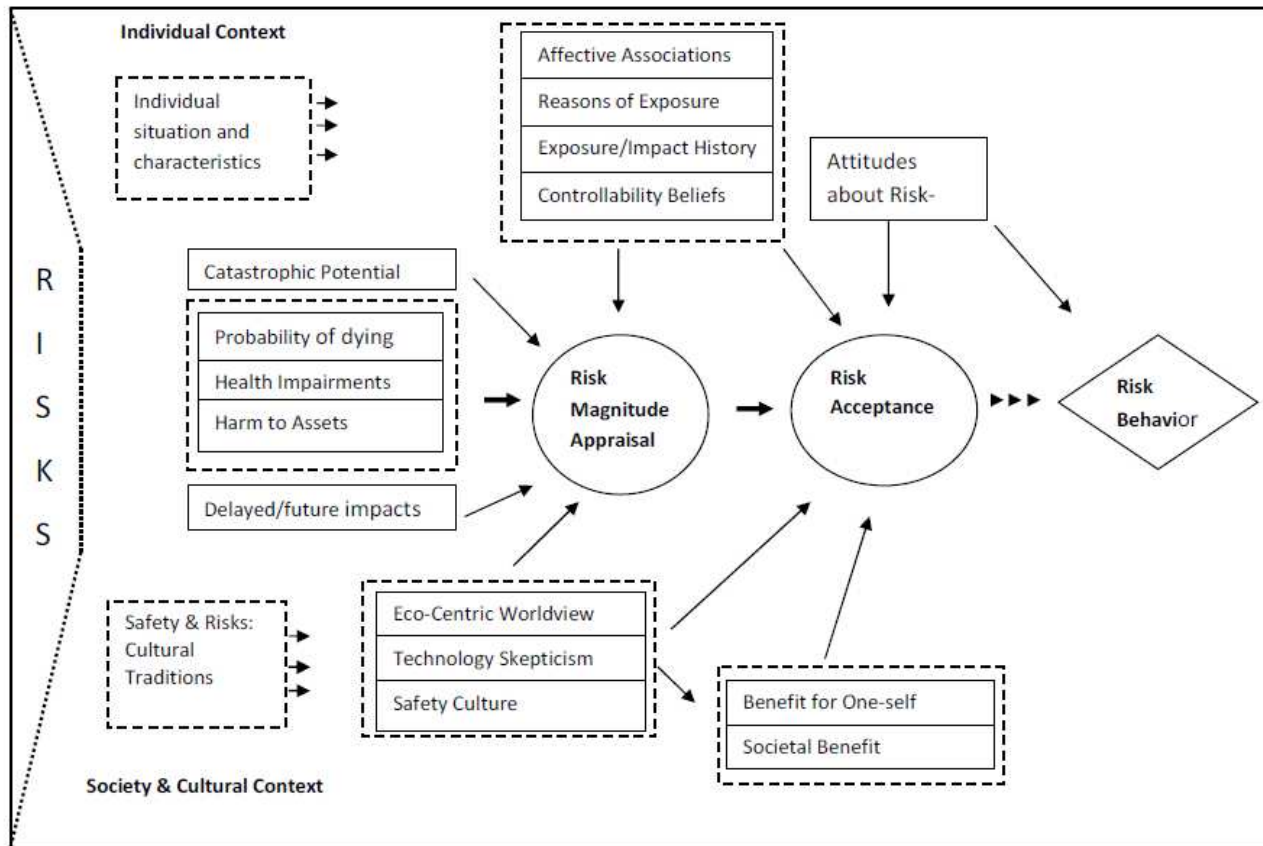 Individual Context
Individual
situation and
characteristics
Affective Associations
Reasons of Exposure
Exposure/Impact History
Controllability Beliefs
Attitudes
about Risk-
R
I
S
K
S
Catastrophic Potential
Probability of dying
Health Impairments
Harm to Assets
Delayed/future impacts
Risk
Magnitude
Appraisal
Risk
Acceptance
Risk
Behavior
Safety & Risks:
Cultural
Traditions
Eco-Centric Worldview
Technology Skepticism
Safety Culture
Benefit for One-self
Societal Benefit
Society & Cultural Context